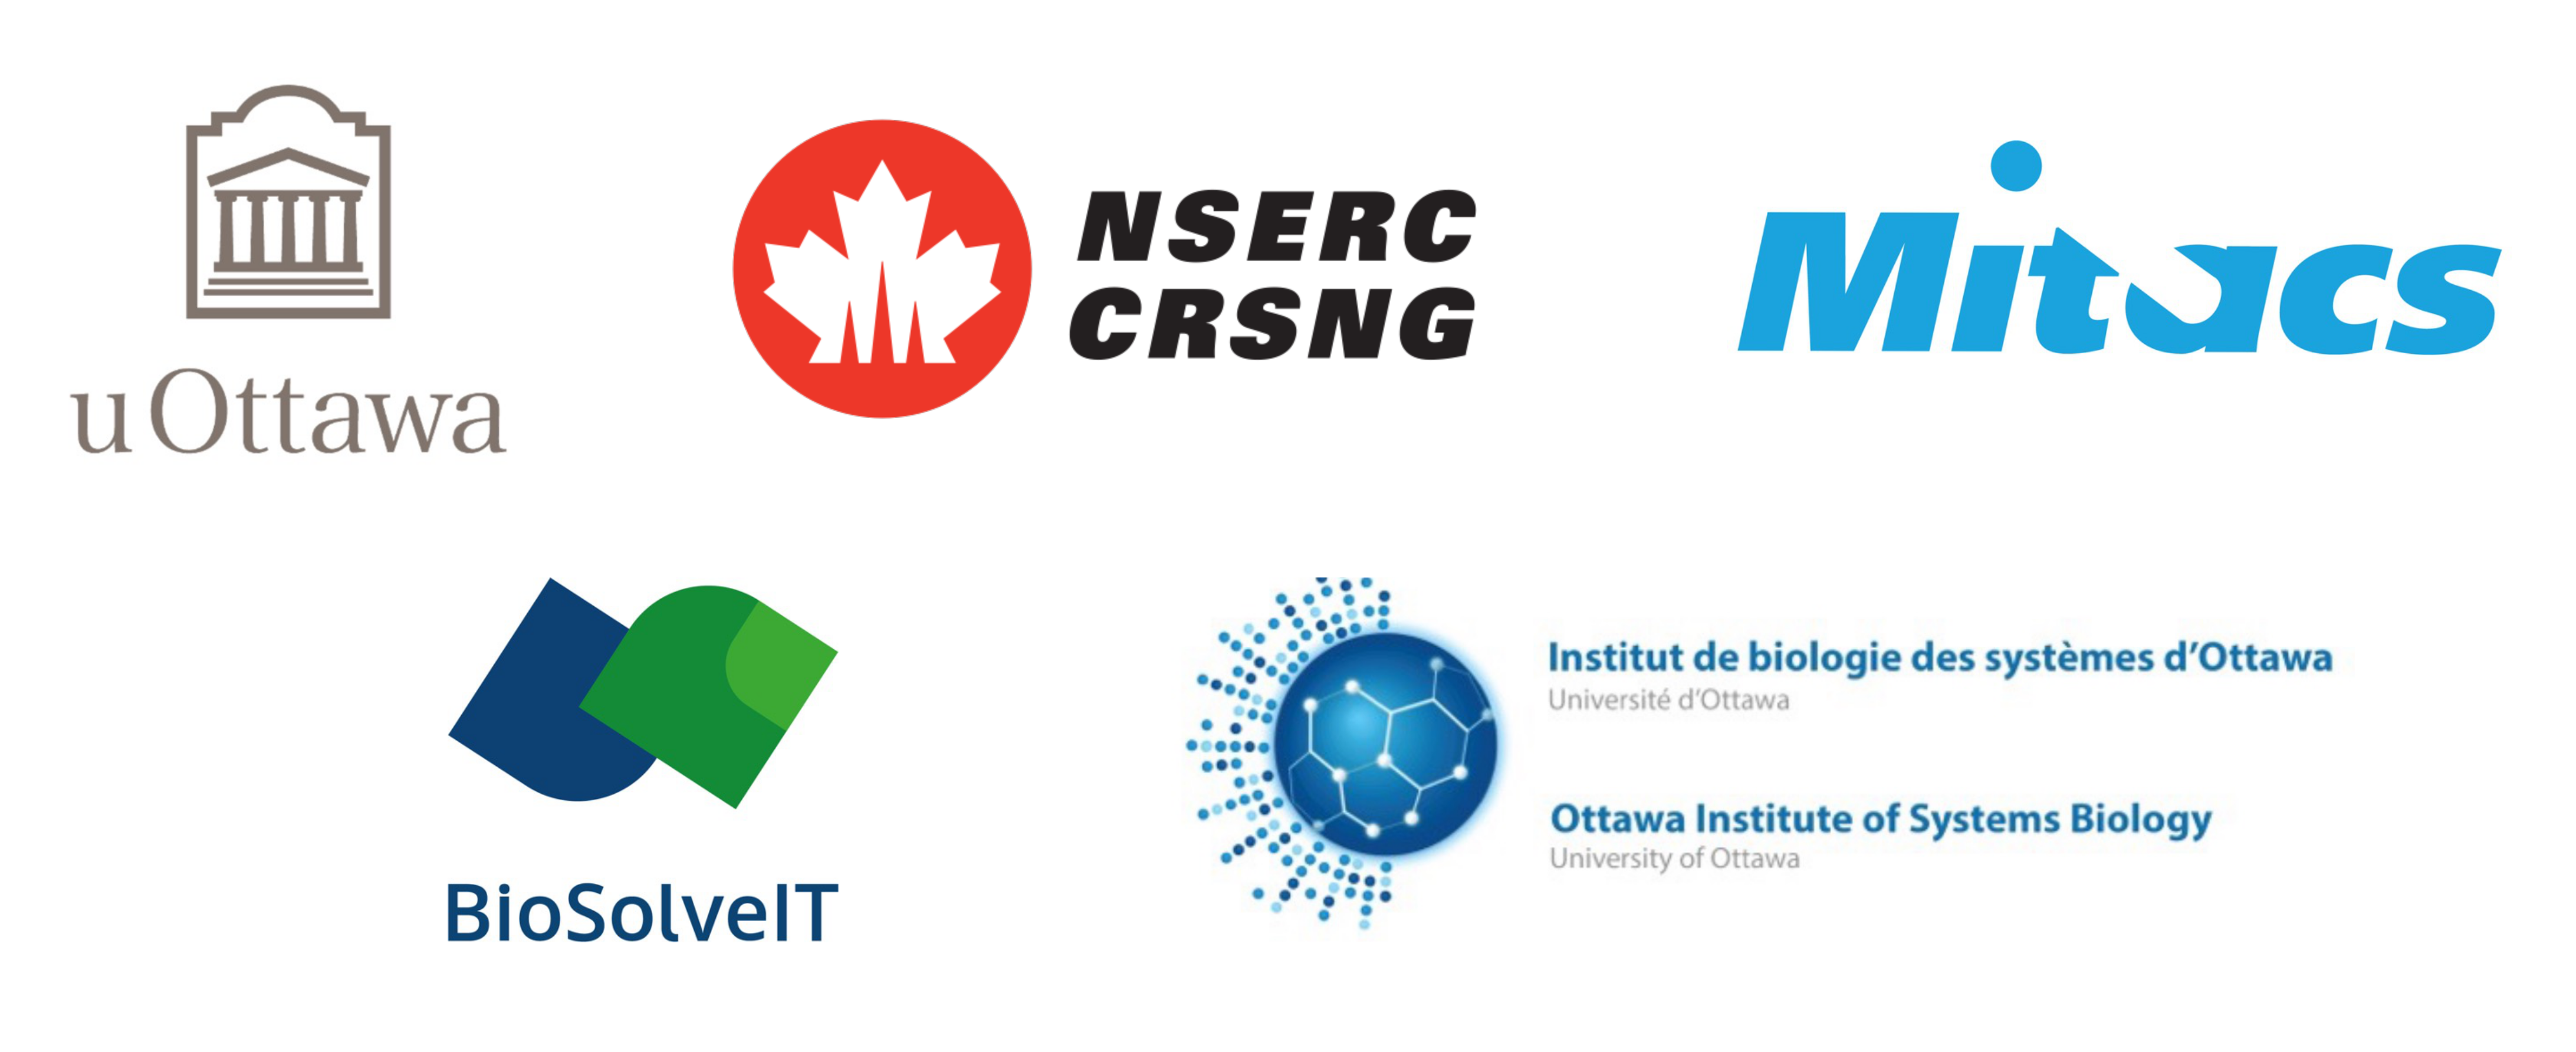 uOttawa
NSERC
CRSNG
Mitacs
BioSolveIT
Institut de biologie des systèmes d'Ottawa
Université d'Ottawa
Ottawa Institute of Systems Biology
University of Ottawa